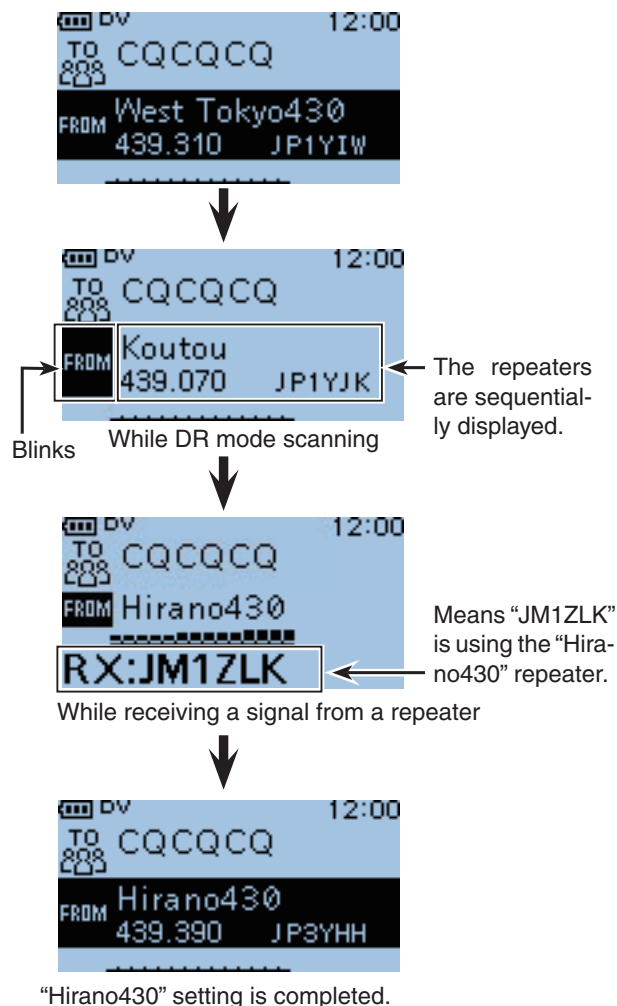 DV 12:00
TO CQCQCQ
FROM West Tokyo430
439.310 JP1YIW
DV 12:00
TO CQCQCQ
FROM Koutou
439.070 JP1YJK
The repeaters
are sequential-
ly displayed.
Blinks
While DR mode scanning
DV 12:00
TO CQCQCQ
FROM Hirano430
RX:JM1ZLK
Means “JM1ZLK”
is using the “Hira-
no430” repeater.
While receiving a signal from a repeater
DV 12:00
TO CQCQCQ
FROM Hirano430
439.390 JP3YHH
“Hirano430” setting is completed.